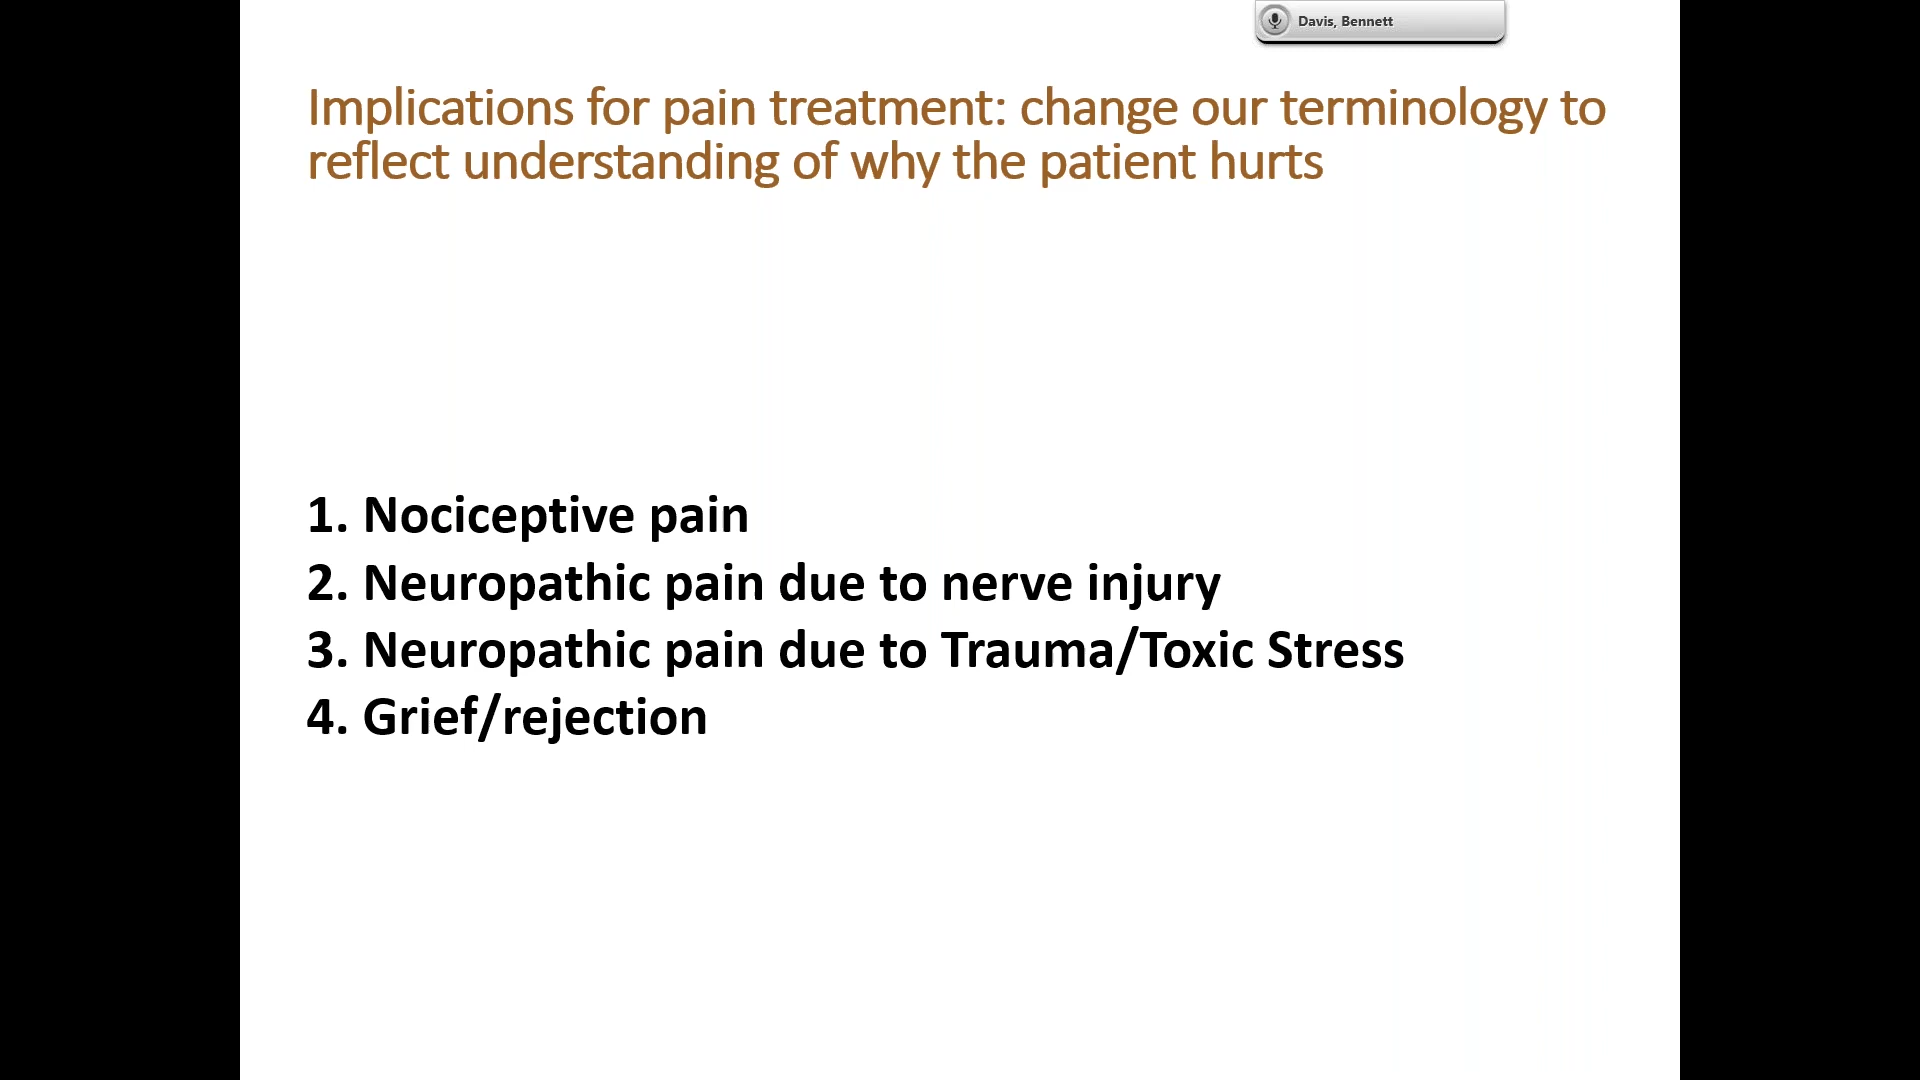 Davis, Bennett
Implications for pain treatment: change our terminology to
reflect understanding of why the patient hurts
1. Nociceptive pain
2. Neuropathic pain due to nerve injury
3. Neuropathic pain due to Trauma/Toxic Stress
4. Grief/rejection